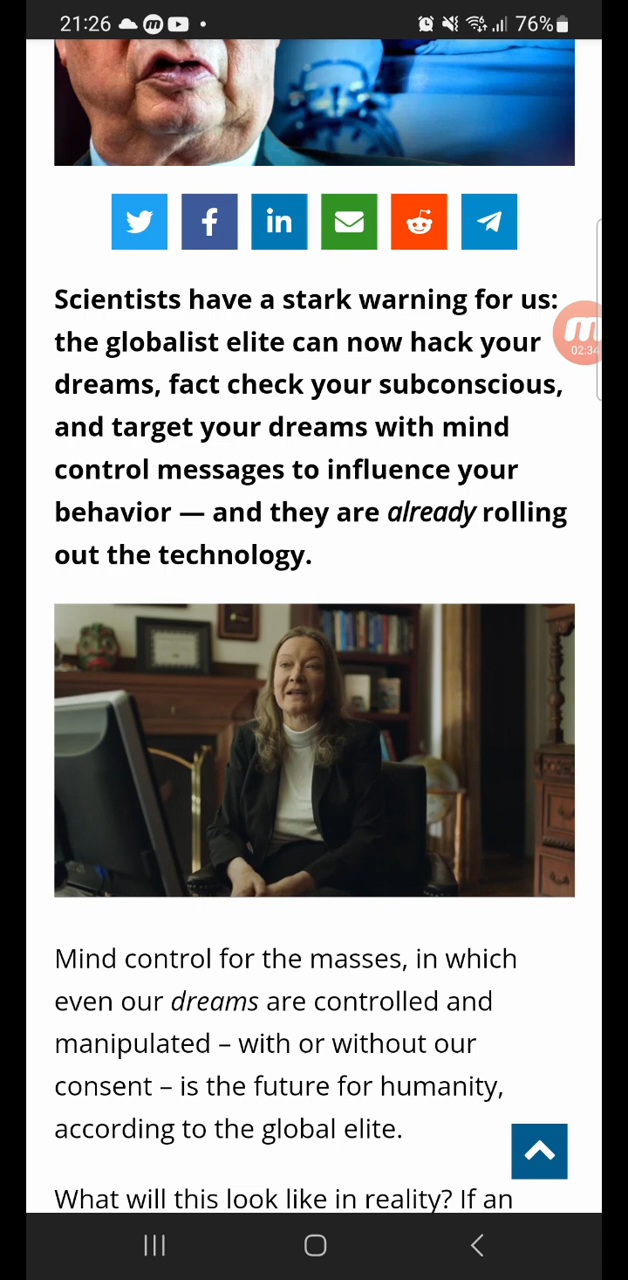 21:26
76%
in
Scientists have a stark warning for us:
the globalist elite can now hack your
02:34
dreams, fact check your subconscious,
and target your dreams with mind
control messages to influence your
behavior — and they are already rolling
out the technology.
Mind control for the masses, in which
even our dreams are controlled and
manipulated – with or without our
consent – is the future for humanity,
according to the global elite.
What will this look like in reality? If an